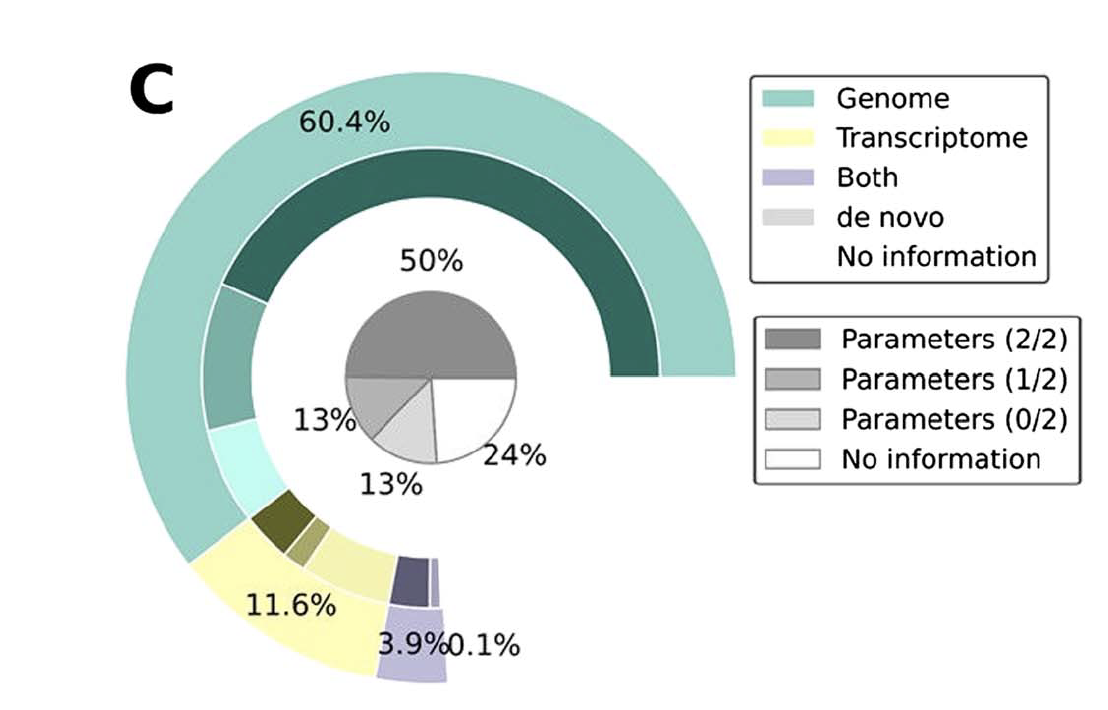 C
60.4%
50%
13%
24%
13%
11.6%
3.9%
0.1%
Genome
Transcriptome
Both
de novo
No information
Parameters (2/2)
Parameters (1/2)
Parameters (0/2)
No information